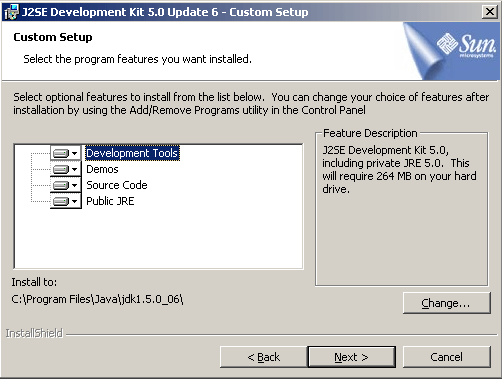 J2SE Development Kit 5.0 Update 6 - Custom Setup
Custom Setup
Select the program features you want installed.
Sun
microsystems
Select optional features to install from the list below. You can change your choice of features after
installation by using the Add/Remove Programs utility in the Control Panel
Development Tools
Demos
Source Code
Public JRE
Feature Description
J2SE Development Kit 5.0,
including private JRE 5.0. This
will require 264 MB on your hard
drive.
Install to:
C:\Program Files\Java\jdk1.5.0_06\
Change...
InstallShield
< Back
Next >
Cancel